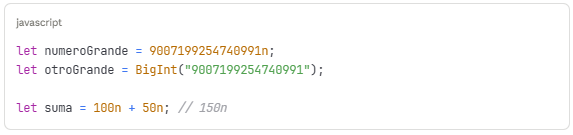 javascript
let numeroGrande = 9007199254740991n;
let otroGrande = BigInt("9007199254740991");
let suma = 100n + 50n; // 150n